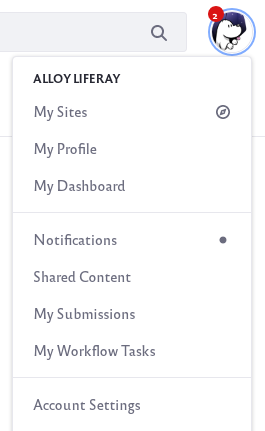 2
ALLOY LIFERAY
My Sites
My Profile
My Dashboard
Notifications
Shared Content
My Submissions
My Workflow Tasks
Account Settings